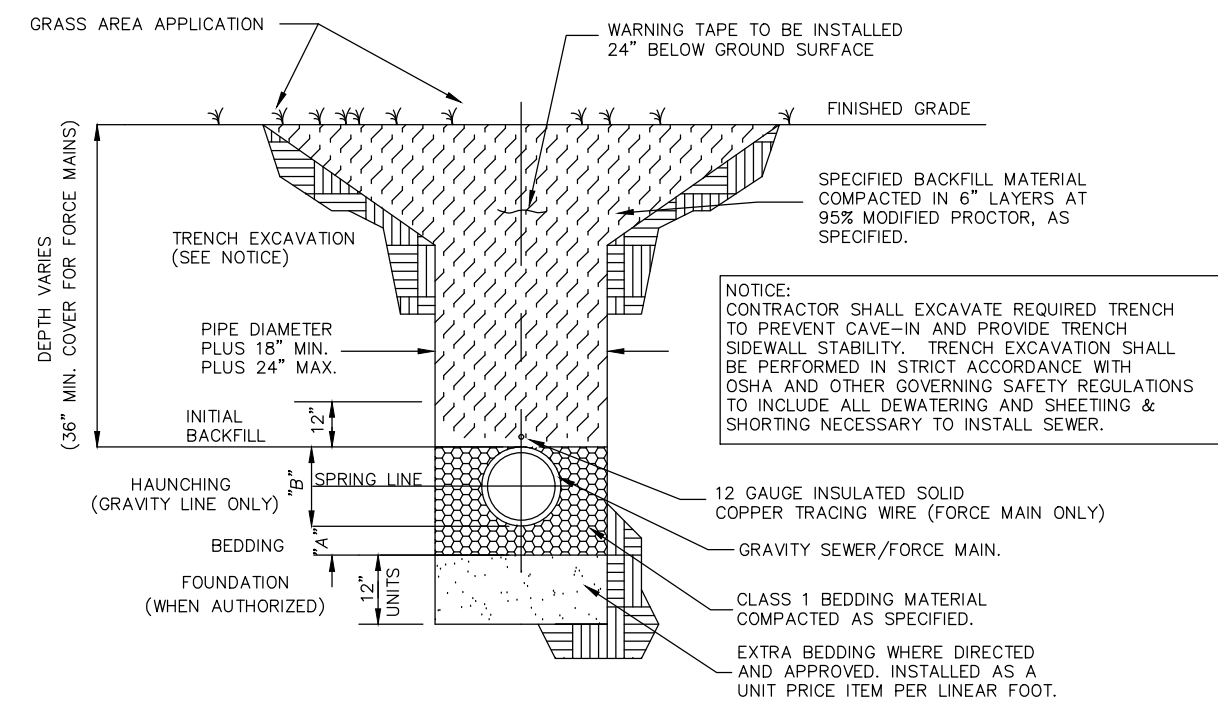 GRASS AREA APPLICATION
WARNING TAPE TO BE INSTALLED
24" BELOW GROUND SURFACE
FINISHED GRADE
DEPTH VARIES
(36" MIN. COVER FOR FORCE MAINS)
SPECIFIED BACKFILL MATERIAL
COMPACTED IN 6" LAYERS AT
95% MODIFIED PROCTOR, AS
SPECIFIED.
TRENCH EXCAVATION
(SEE NOTICE)
NOTICE:
CONTRACTOR SHALL EXCAVATE REQUIRED TRENCH
TO PREVENT CAVE-IN AND PROVIDE TRENCH
SIDEWALL STABILITY. TRENCH EXCAVATION SHALL
BE PERFORMED IN STRICT ACCORDANCE WITH
OSHA AND OTHER GOVERNING SAFETY REGULATIONS
TO INCLUDE ALL DEWATERING AND SHEETIING &
SHORTING NECESSARY TO INSTALL SEWER.
PIPE DIAMETER
PLUS 18" MIN.
PLUS 24" MAX.
INITIAL
BACKFILL
12"
HAUNCHING
(GRAVITY LINE ONLY)
"B"
SPRING LINE
12 GAUGE INSULATED SOLID
COPPER TRACING WIRE (FORCE MAIN ONLY)
BEDDING
"A"
GRAVITY SEWER/FORCE MAIN.
FOUNDATION
(WHEN AUTHORIZED)
12"
UNITS
CLASS 1 BEDDING MATERIAL
COMPACTED AS SPECIFIED.
EXTRA BEDDING WHERE DIRECTED
AND APPROVED. INSTALLED AS A
UNIT PRICE ITEM PER LINEAR FOOT.